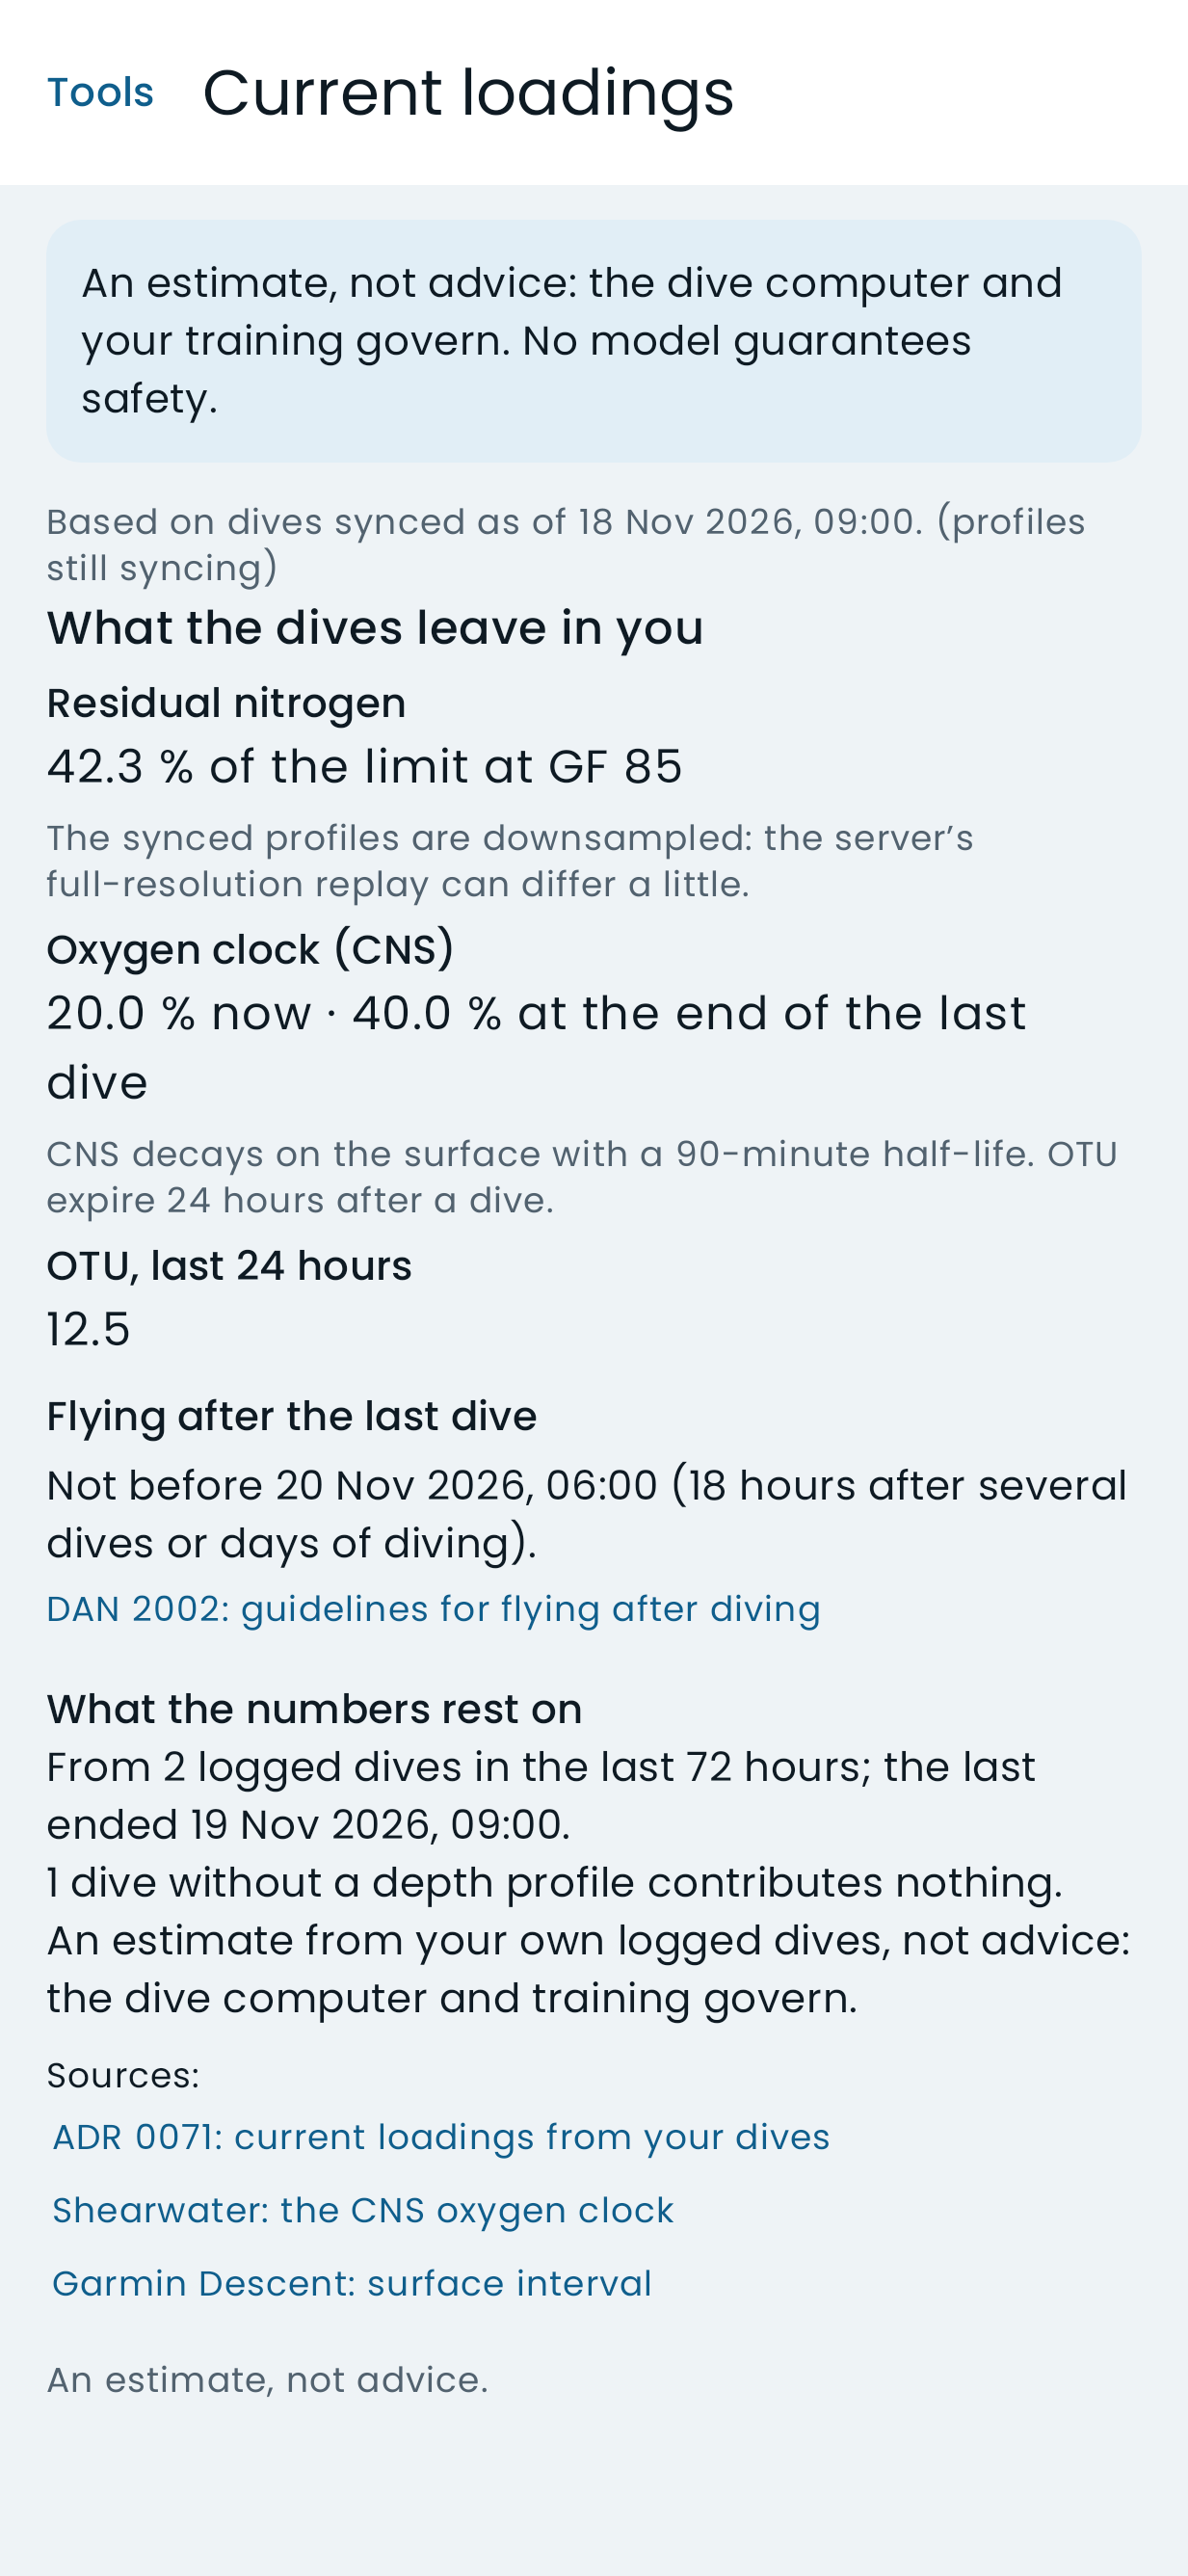 Tools Current loadings
An estimate, not advice: the dive computer and
your training govern. No model guarantees
safety.
Based on dives synced as of 18 Nov 2026, 09:00. (profiles
still syncing)
What the dives leave in you
Residual nitrogen
42.3 % of the limit at GF 85
The synced profiles are downsampled: the server’s
full-resolution replay can differ a little.
Oxygen clock (CNS)
20.0 % now · 40.0 % at the end of the last
dive
CNS decays on the surface with a 90-minute half-life. OTU
expire 24 hours after a dive.
OTU, last 24 hours
12.5
Flying after the last dive
Not before 20 Nov 2026, 06:00 (18 hours after several
dives or days of diving).
DAN 2002: guidelines for flying after diving
What the numbers rest on
From 2 logged dives in the last 72 hours; the last
ended 19 Nov 2026, 09:00.
1 dive without a depth profile contributes nothing.
An estimate from your own logged dives, not advice:
the dive computer and training govern.
Sources:
ADR 0071: current loadings from your dives
Shearwater: the CNS oxygen clock
Garmin Descent: surface interval
An estimate, not advice.